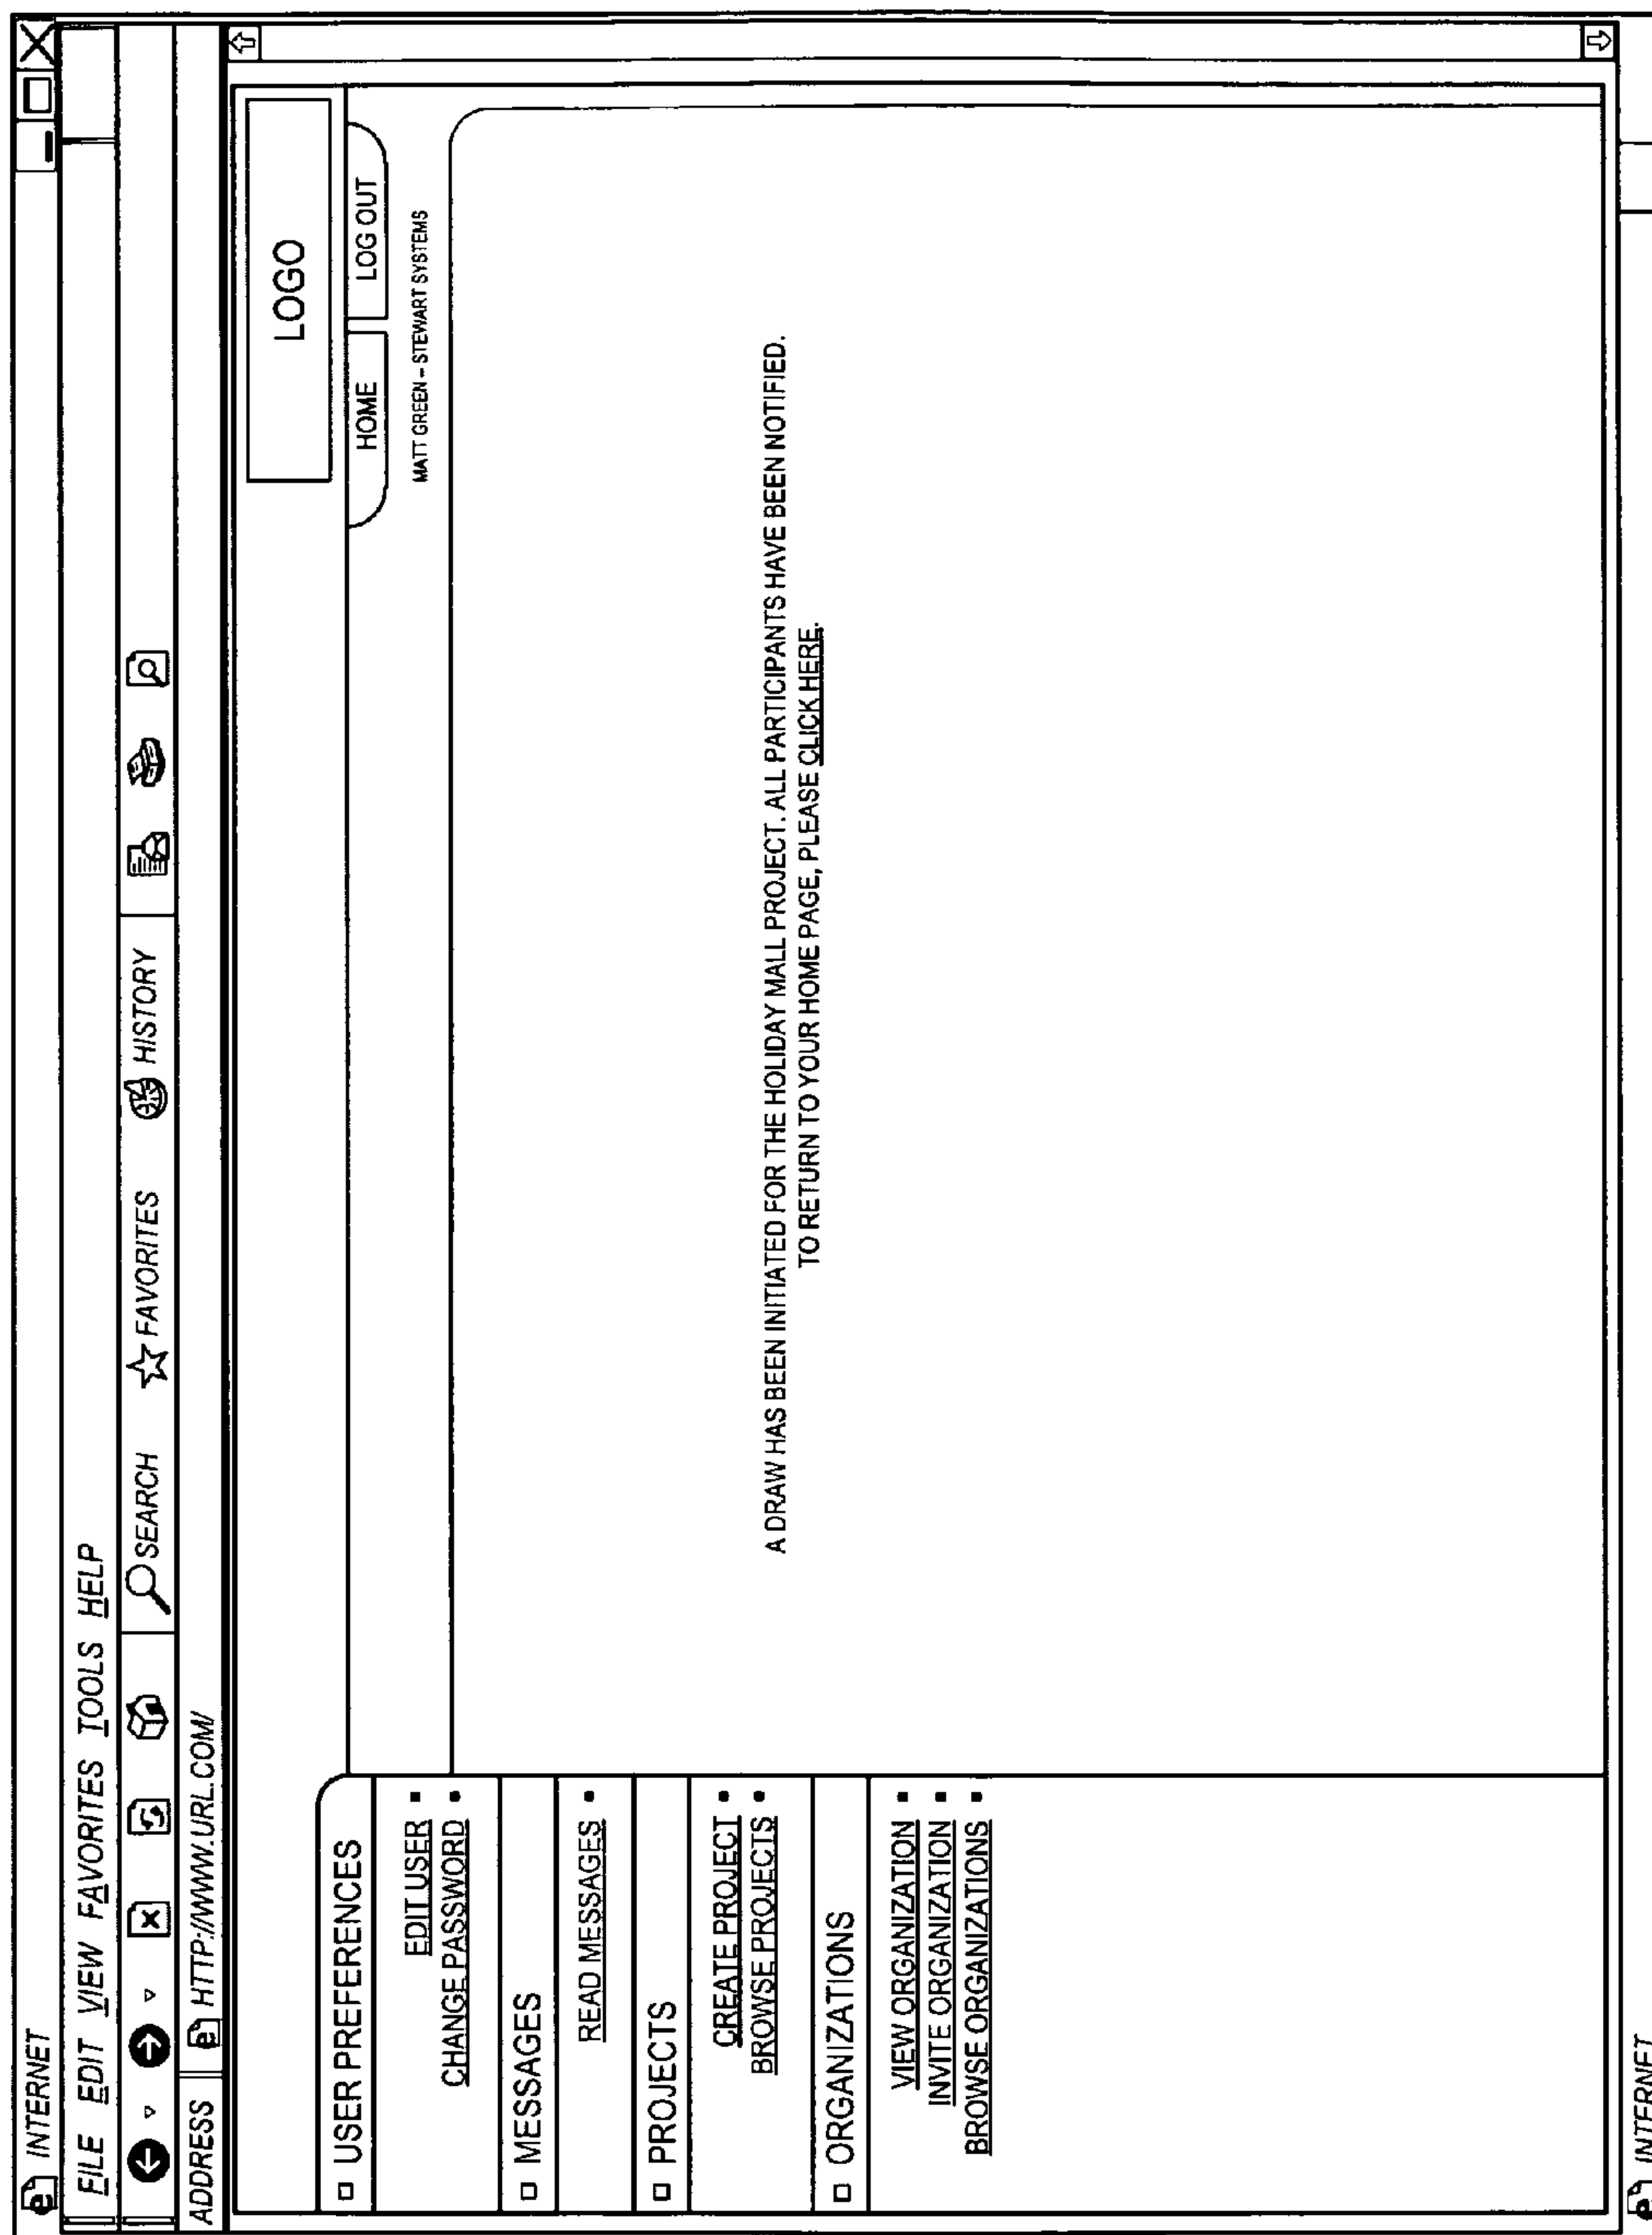 INTERNET
FILE EDIT VIEW FAVORITES TOOLS HELP
SEARCH FAVORITES HISTORY
ADDRESS HTTP://WWW.URL.COM/
LOGO
HOME LOG OUT
MATT GREEN – STEWART SYSTEMS
USER PREFERENCES
EDIT USER
CHANGE PASSWORD
MESSAGES
READ MESSAGES
PROJECTS
CREATE PROJECT
BROWSE PROJECTS
ORGANIZATIONS
VIEW ORGANIZATION
INVITE ORGANIZATION
BROWSE ORGANIZATIONS
A DRAW HAS BEEN INITIATED FOR THE HOLIDAY MALL PROJECT. ALL PARTICIPANTS HAVE BEEN NOTIFIED.
TO RETURN TO YOUR HOME PAGE, PLEASE CLICK HERE.
INTERNET